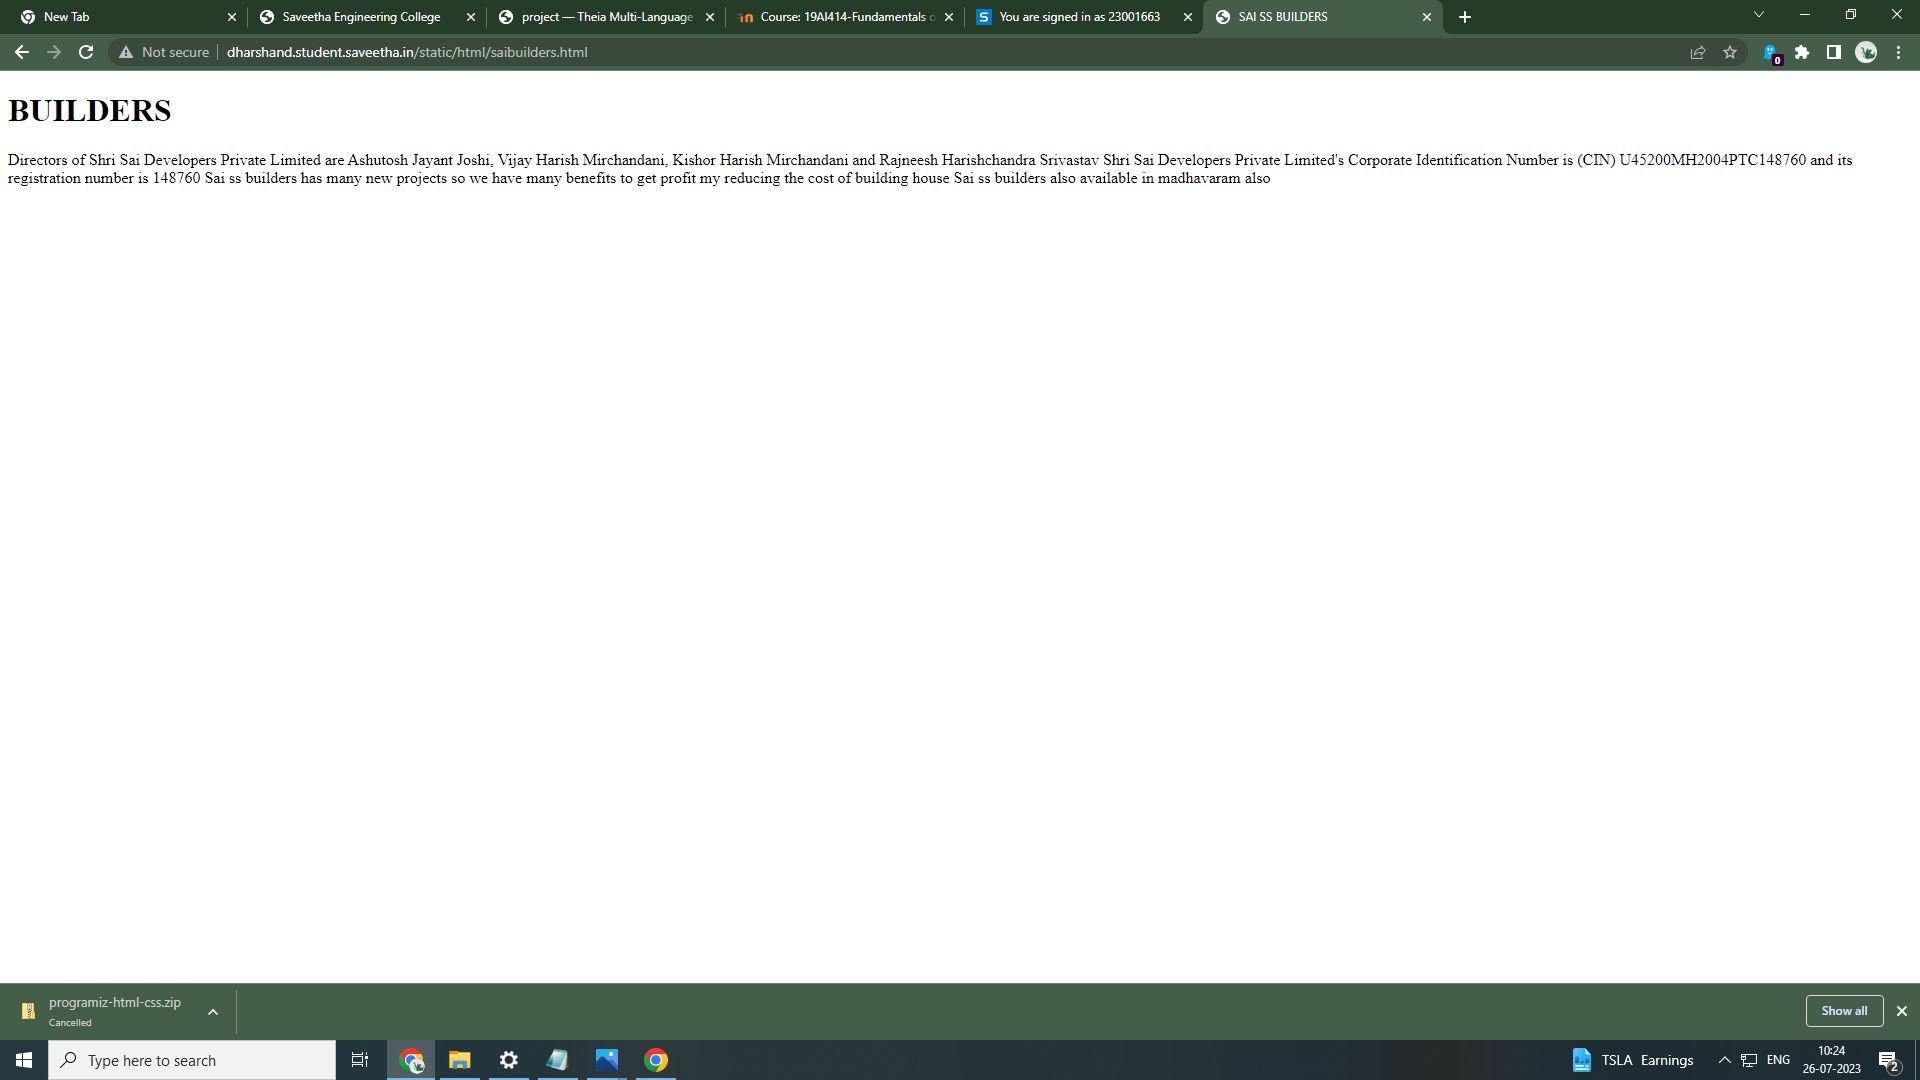 New Tab
Saveetha Engineering College
project — Theia Multi-Language
Course: 19AI414-Fundamentals o
S You are signed in as 23001663
SAI SS BUILDERS
Not secure dharshand.student.saveetha.in/static/html/saibuilders.html
0
BUILDERS
Directors of Shri Sai Developers Private Limited are Ashutosh Jayant Joshi, Vijay Harish Mirchandani, Kishor Harish Mirchandani and Rajneesh Harishchandra Srivastav Shri Sai Developers Private Limited's Corporate Identification Number is (CIN) U45200MH2004PTC148760 and its
registration number is 148760 Sai ss builders has many new projects so we have many benefits to get profit my reducing the cost of building house Sai ss builders also available in madhavaram also
programiz-html-css.zip
Cancelled
Show all
Type here to search
TSLA Earnings
ENG
10:24
26-07-2023
2